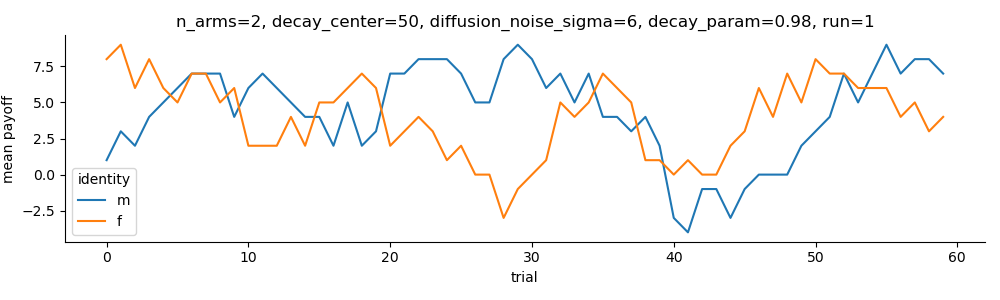 n_arms=2, decay_center=50, diffusion_noise_sigma=6, decay_param=0.98, run=1
mean payoff
7.5
5.0
2.5
0.0
−2.5
identity
m
f
0 10 20 30 40 50 60
trial